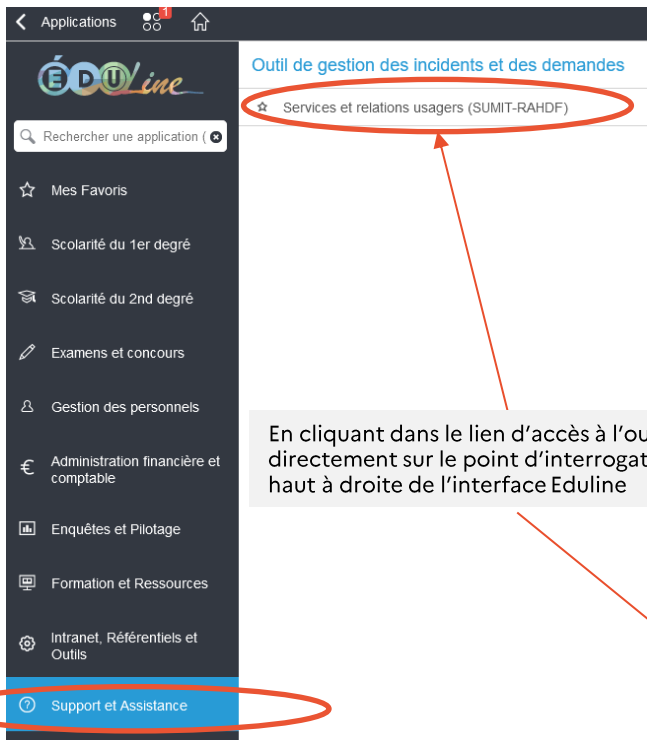 Applications
1
ÉDUline
Rechercher une application (
Mes Favoris
Scolarité du 1er degré
Scolarité du 2nd degré
Examens et concours
Gestion des personnels
€
Administration financière et
comptable
Enquêtes et Pilotage
Formation et Ressources
Intranet, Référentiels et
Outils
Support et Assistance
Outil de gestion des incidents et des demandes
Services et relations usagers (SUMIT-RAHDF)
En cliquant dans le lien d'accès à l'ou
directement sur le point d'interrogat
haut à droite de l'interface Eduline